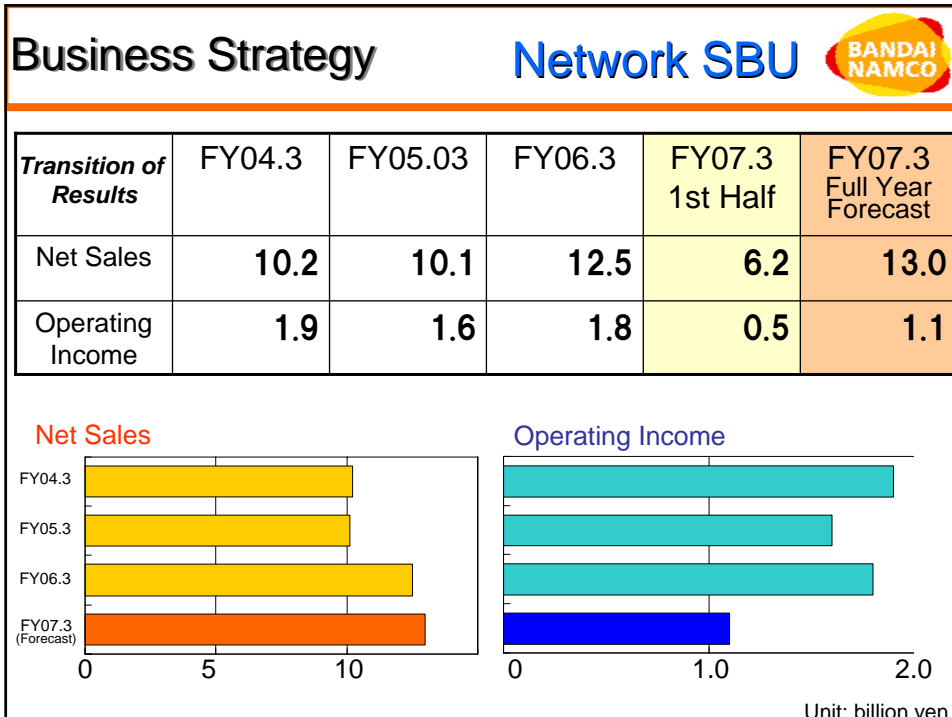 Business Strategy
Network SBU
BANDAI
NAMCO
Transition of
Results
FY04.3
FY05.03
FY06.3
FY07.3
1st Half
FY07.3
Full Year
Forecast
Net Sales
10.2
10.1
12.5
6.2
13.0
Operating
Income
1.9
1.6
1.8
0.5
1.1
Net Sales
FY04.3
FY05.3
FY06.3
FY07.3
(Forecast)
0
5
10
Operating Income
0
1.0
2.0
Unit: billion yen